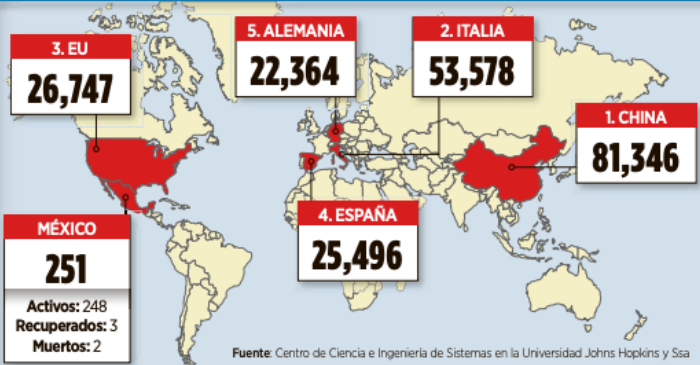 5. ALEMANIA
22,364
2. ITALIA
53,578
3. EU
26,747
1. CHINA
81,346
4. ESPAÑA
25,496
MÉXICO
251
Activos: 248
Recuperados: 3
Muertos: 2
Fuente: Centro de Ciencia e Ingeniería de Sistemas en la Universidad Johns Hopkins y Ssa